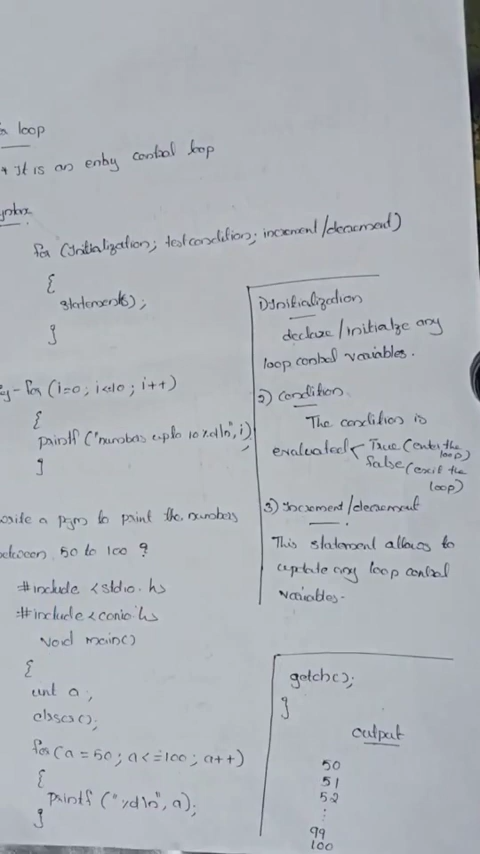 loop
* It is an entry control loop
Syntax
for (Initialization; test condition; increment/decrement)
{
statement(s);
}
Eg- for (i=0; i<10; i++)
{
printf ("numbers upto 10 %d\n", i);
}
write a pgm to print the numbers
between 50 to 100 ?
#include <stdio.h>
#include <conio.h>
void main()
{
int a;
clrscr();
for (a=50; a<=100; a++)
{
printf ("%d\n", a);
}
1) Initialization
declare/initialize any
loop control variables.
2) condition
The condition is
evaluated < True (enter the
loop)
false (exit the
loop)
3) Increment/decrement
This statement allows to
update any loop control
variables-
getch();
}
output
50
51
52
:
99
100